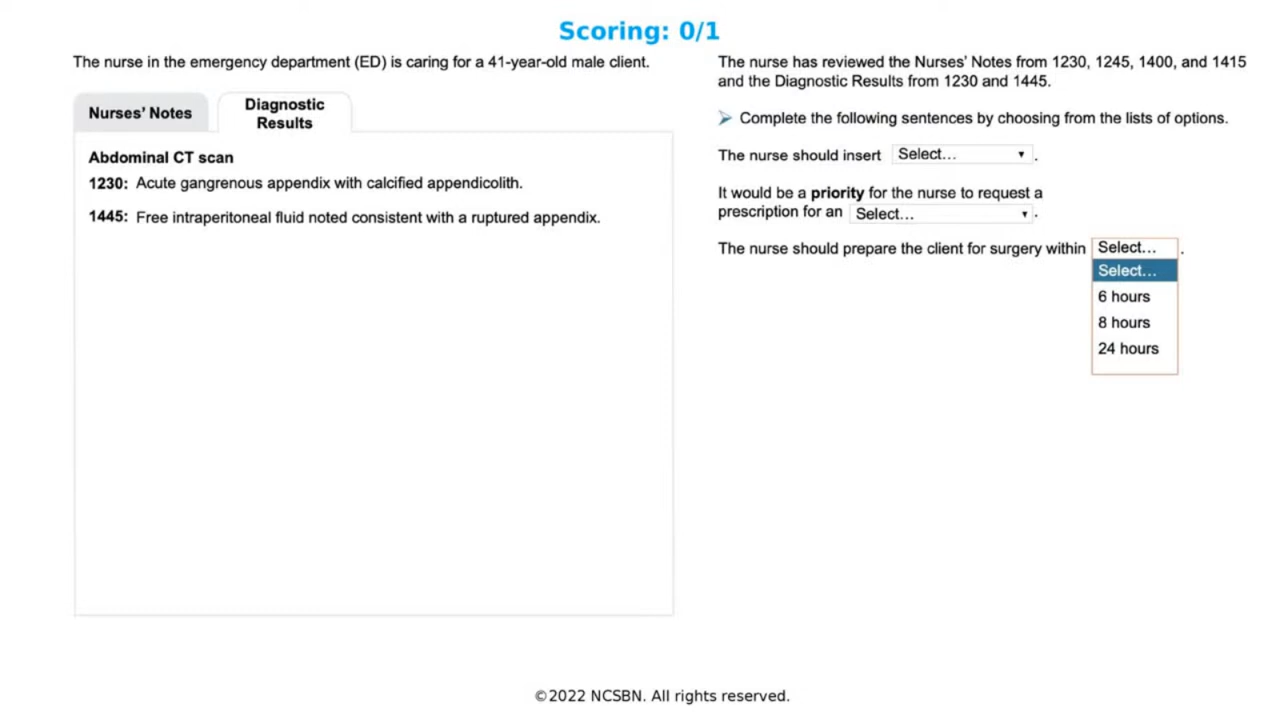 Scoring: 0/1
The nurse in the emergency department (ED) is caring for a 41-year-old male client.
Nurses' Notes
Diagnostic
Results
Abdominal CT scan
1230: Acute gangrenous appendix with calcified appendicolith.
1445: Free intraperitoneal fluid noted consistent with a ruptured appendix.
The nurse has reviewed the Nurses' Notes from 1230, 1245, 1400, and 1415
and the Diagnostic Results from 1230 and 1445.
Complete the following sentences by choosing from the lists of options.
The nurse should insert Select... .
It would be a priority for the nurse to request a
prescription for an Select... .
The nurse should prepare the client for surgery within Select... .
Select...
6 hours
8 hours
24 hours
©2022 NCSBN. All rights reserved.